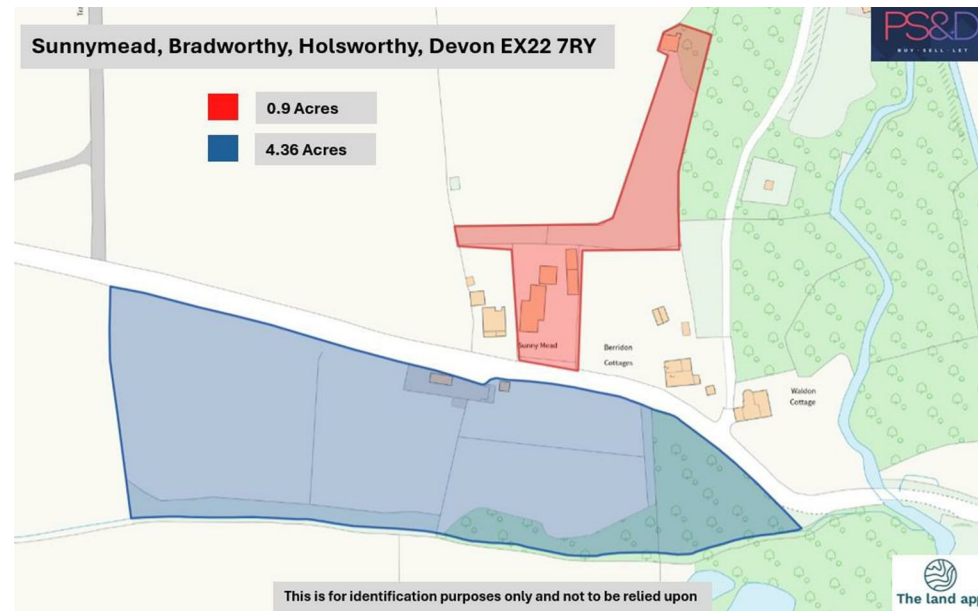 Sunnymead, Bradworthy, Holsworthy, Devon EX22 7RY
PS&D
BUY · SELL · LET
0.9 Acres
4.36 Acres
Sunny Mead
Berridon
Cottages
Waldon
Cottage
This is for identification purposes only and not to be relied upon
The land ap